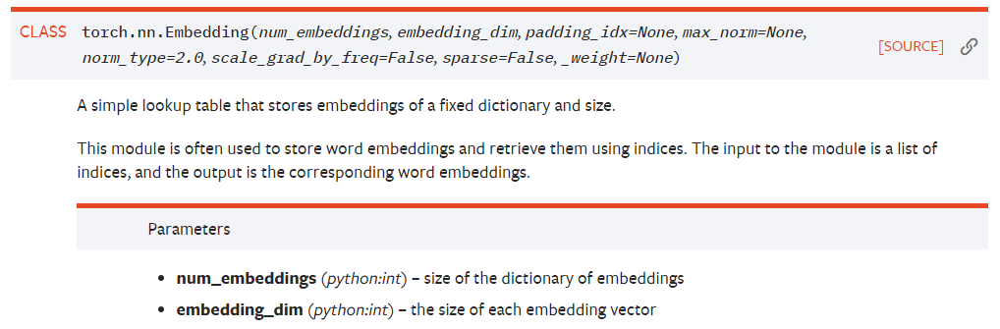 CLASS torch.nn.Embedding(num_embeddings, embedding_dim, padding_idx=None, max_norm=None,
norm_type=2.0, scale_grad_by_freq=False, sparse=False, _weight=None)
[SOURCE]
A simple lookup table that stores embeddings of a fixed dictionary and size.
This module is often used to store word embeddings and retrieve them using indices. The input to the module is a list of
indices, and the output is the corresponding word embeddings.
Parameters
• num_embeddings (python:int) – size of the dictionary of embeddings
• embedding_dim (python:int) – the size of each embedding vector